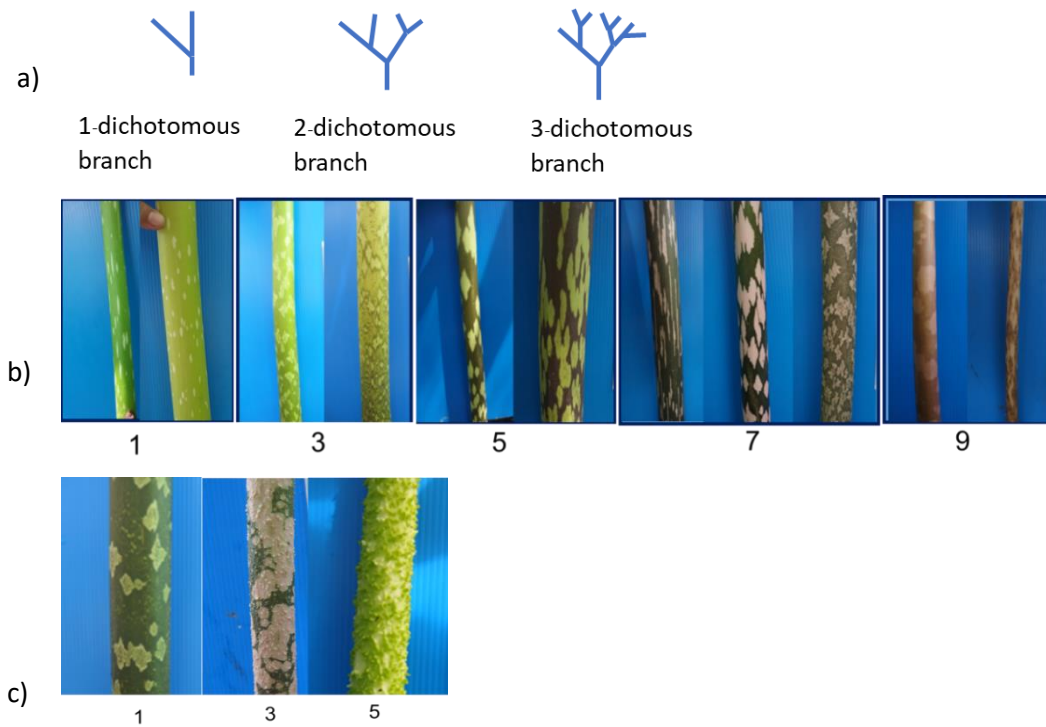 a)
1-dichotomous branch
2-dichotomous branch
3-dichotomous branch
b)
1 3 5 7 9
c)
1 3 5